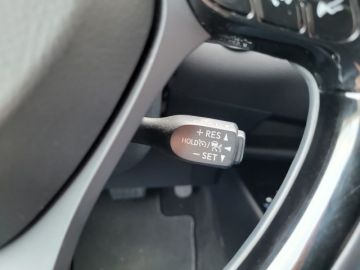 + RES ▲
HOLD / ◄
- SET ▼